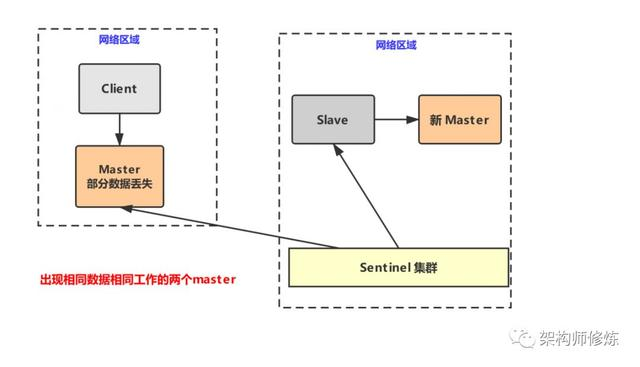 网络区域
Client
Master
部分数据丢失
网络区域
Slave
新 Master
Sentinel 集群
出现相同数据相同工作的两个master
架构师修炼